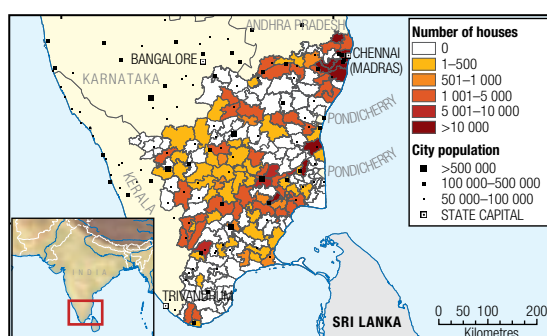 ANDHRA PRADESH
BANGALORE
CHENNAI
(MADRAS)
KARNATAKA
PONDICHERRY
PONDICHERRY
KERALA
TRIVANDRUM
SRI LANKA
INDIA
Number of houses
0
1–500
501–1 000
1 001–5 000
5 001–10 000
>10 000
City population
>500 000
100 000–500 000
50 000–100 000
STATE CAPITAL
0 50 100 200
Kilometres